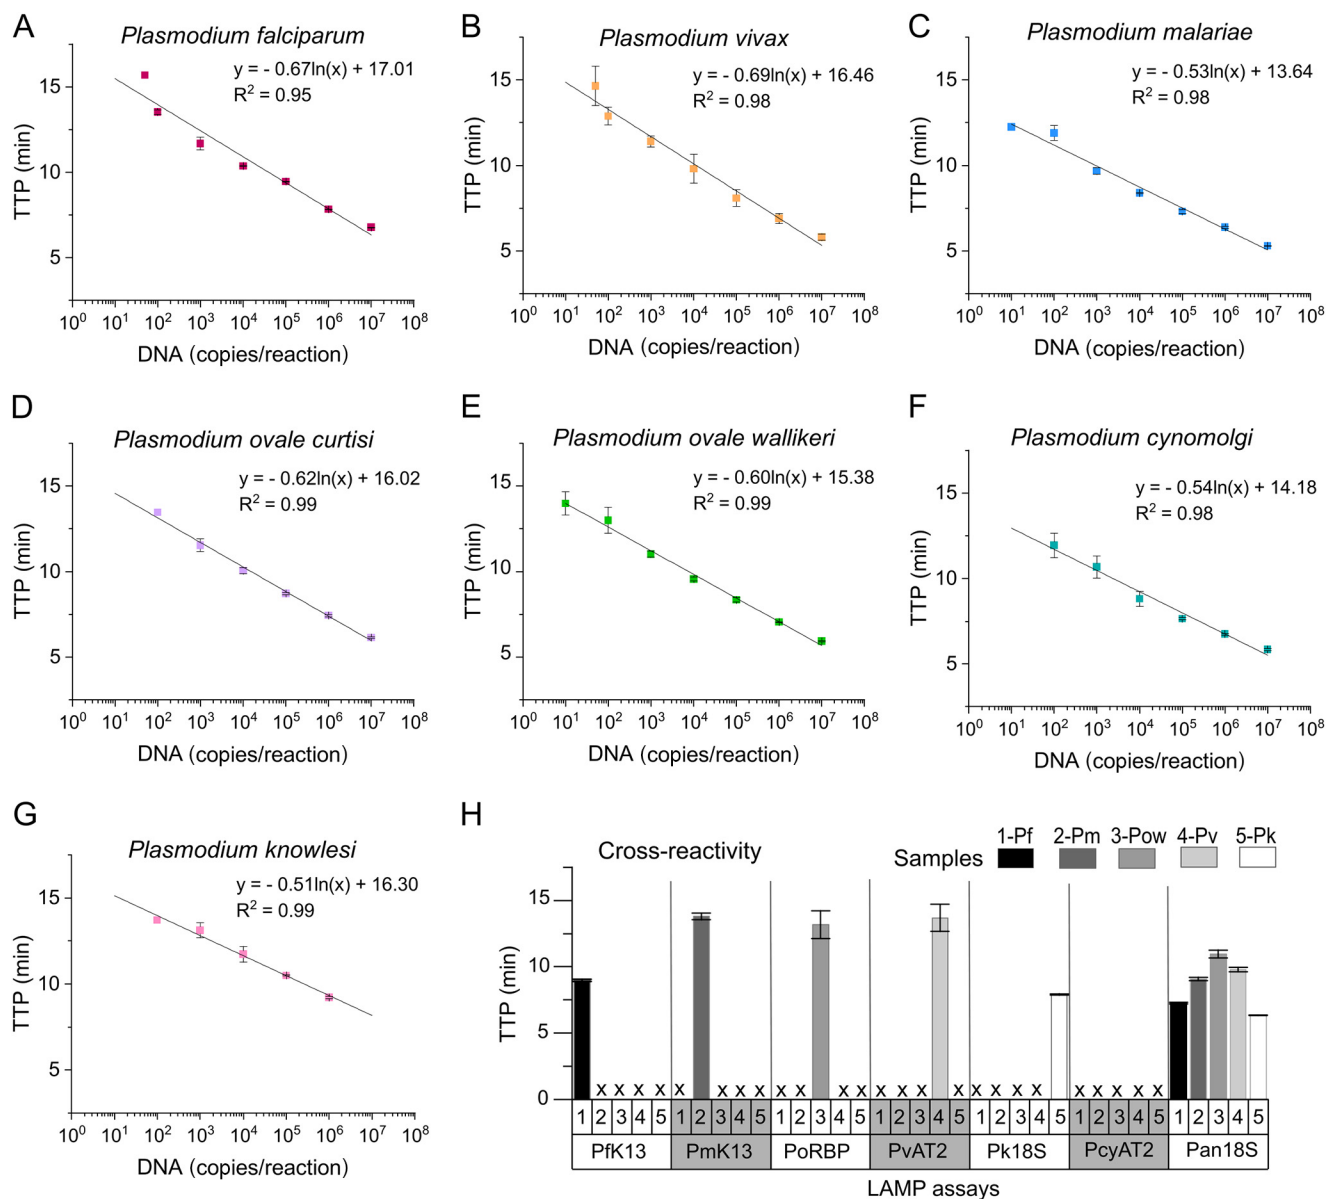 A
Plasmodium falciparum
y = - 0.67ln(x) + 17.01
R² = 0.95
15
10
5
TTP (min)
10⁰ 10¹ 10² 10³ 10⁴ 10⁵ 10⁶ 10⁷ 10⁸
DNA (copies/reaction)
B
Plasmodium vivax
y = - 0.69ln(x) + 16.46
R² = 0.98
15
10
5
TTP (min)
10⁰ 10¹ 10² 10³ 10⁴ 10⁵ 10⁶ 10⁷ 10⁸
DNA (copies/reaction)
C
Plasmodium malariae
y = - 0.53ln(x) + 13.64
R² = 0.98
15
10
5
TTP (min)
10⁰ 10¹ 10² 10³ 10⁴ 10⁵ 10⁶ 10⁷ 10⁸
DNA (copies/reaction)
D
Plasmodium ovale curtisi
y = - 0.62ln(x) + 16.02
R² = 0.99
15
10
5
TTP (min)
10⁰ 10¹ 10² 10³ 10⁴ 10⁵ 10⁶ 10⁷ 10⁸
DNA (copies/reaction)
E
Plasmodium ovale wallikeri
y = - 0.60ln(x) + 15.38
R² = 0.99
15
10
5
TTP (min)
10⁰ 10¹ 10² 10³ 10⁴ 10⁵ 10⁶ 10⁷ 10⁸
DNA (copies/reaction)
F
Plasmodium cynomolgi
y = - 0.54ln(x) + 14.18
R² = 0.98
15
10
5
TTP (min)
10⁰ 10¹ 10² 10³ 10⁴ 10⁵ 10⁶ 10⁷ 10⁸
DNA (copies/reaction)
G
Plasmodium knowlesi
y = - 0.51ln(x) + 16.30
R² = 0.99
15
10
5
TTP (min)
10⁰ 10¹ 10² 10³ 10⁴ 10⁵ 10⁶ 10⁷ 10⁸
DNA (copies/reaction)
H
1-Pf 2-Pm 3-Pow 4-Pv 5-Pk
Cross-reactivity
Samples
15
10
5
0
TTP (min)
x x x x x x x x x x x x x x x x x x x x x x x x x x x x x
1 2 3 4 5 1 2 3 4 5 1 2 3 4 5 1 2 3 4 5 1 2 3 4 5 1 2 3 4 5 1 2 3 4 5
PfK13 PmK13 PoRBP PvAT2 Pk18S PcyAT2 Pan18S
LAMP assays